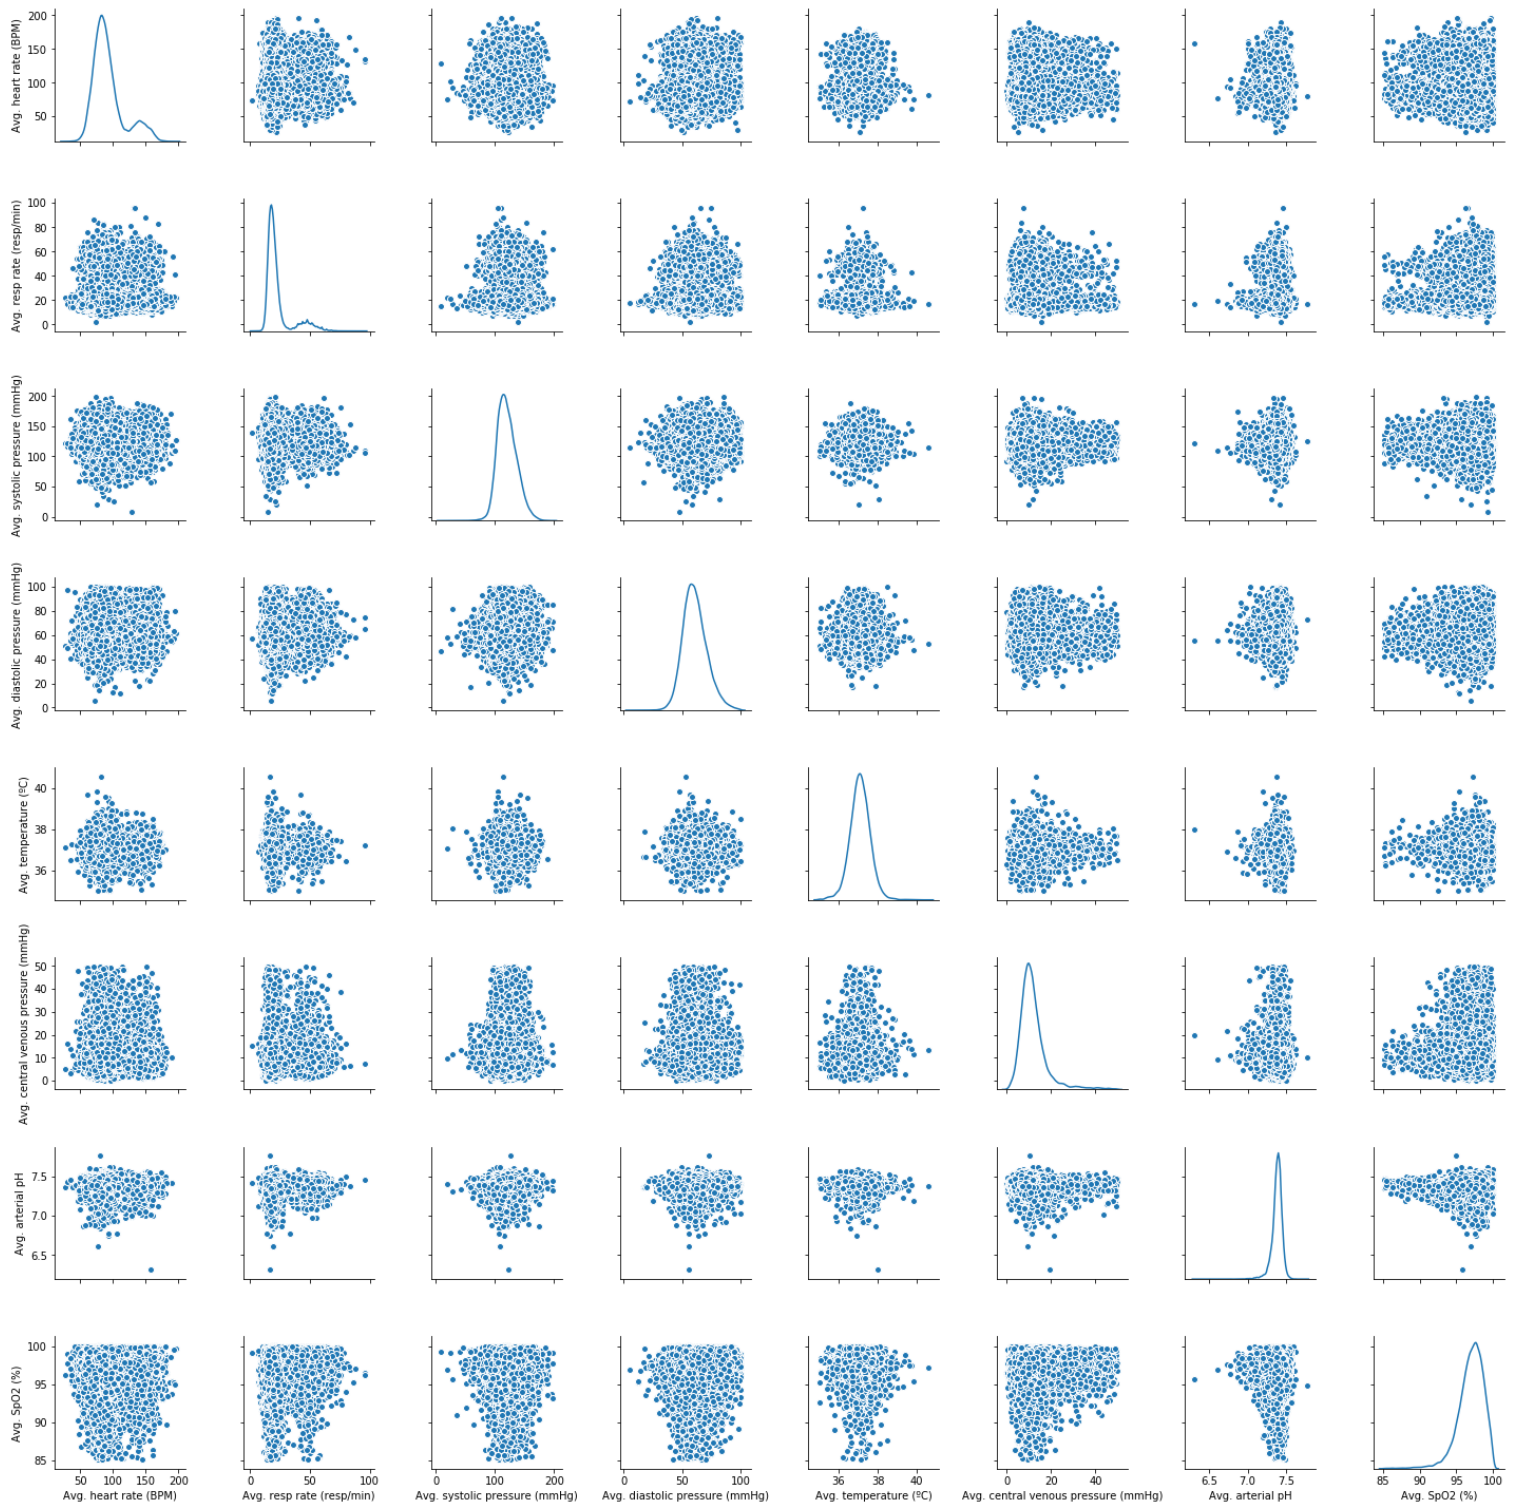 200
150
100
50
Avg. heart rate (BPM)
100
80
60
40
20
0
Avg. resp rate (resp/min)
200
150
100
50
0
Avg. systolic pressure (mmHg)
100
80
60
40
20
0
Avg. diastolic pressure (mmHg)
40
38
36
Avg. temperature (ºC)
50
40
30
20
10
0
Avg. central venous pressure (mmHg)
7.5
7.0
6.5
Avg. arterial pH
100
95
90
85
Avg. SpO2 (%)
50 100 150 200
0 50 100
0 100 200
0 50 100
36 38 40
0 20 40
6.5 7.0 7.5
85 90 95 100
Avg. heart rate (BPM)
Avg. resp rate (resp/min)
Avg. systolic pressure (mmHg)
Avg. diastolic pressure (mmHg)
Avg. temperature (ºC)
Avg. central venous pressure (mmHg)
Avg. arterial pH
Avg. SpO2 (%)